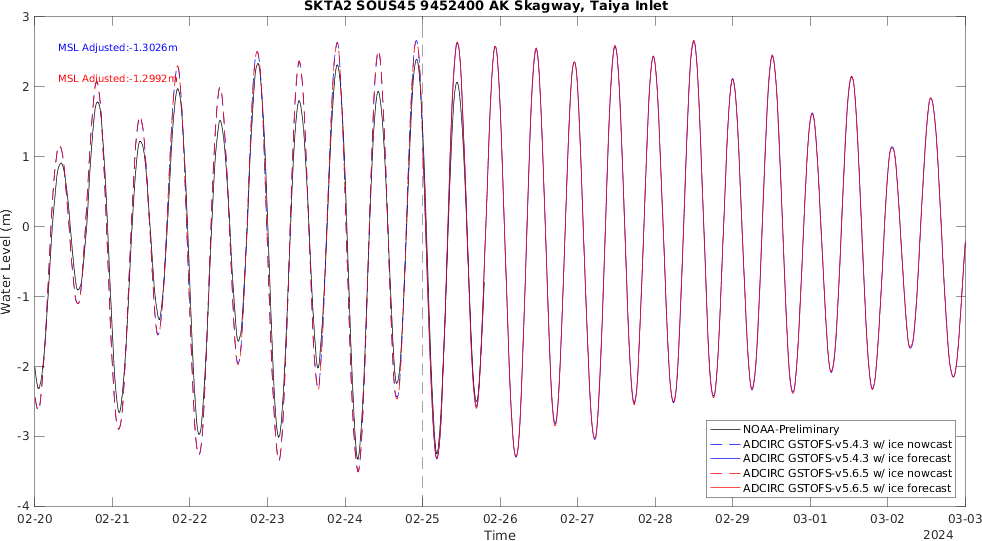 SKTA2 SOUS45 9452400 AK Skagway, Taiya Inlet
MSL Adjusted:-1.3026m
MSL Adjusted:-1.2992m
Water Level (m)
3
2
1
0
-1
-2
-3
-4
NOAA-Preliminary
ADCIRC GSTOFS-v5.4.3 w/ ice nowcast
ADCIRC GSTOFS-v5.4.3 w/ ice forecast
ADCIRC GSTOFS-v5.6.5 w/ ice nowcast
ADCIRC GSTOFS-v5.6.5 w/ ice forecast
02-20 02-21 02-22 02-23 02-24 02-25 02-26 02-27 02-28 02-29 03-01 03-02 03-03
Time
2024